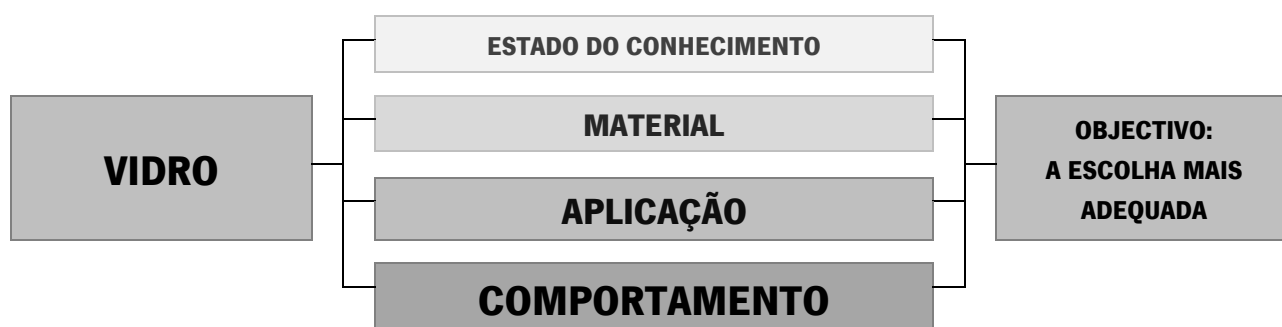 VIDRO
ESTADO DO CONHECIMENTO
MATERIAL
APLICAÇÃO
COMPORTAMENTO
OBJECTIVO:
A ESCOLHA MAIS
ADEQUADA